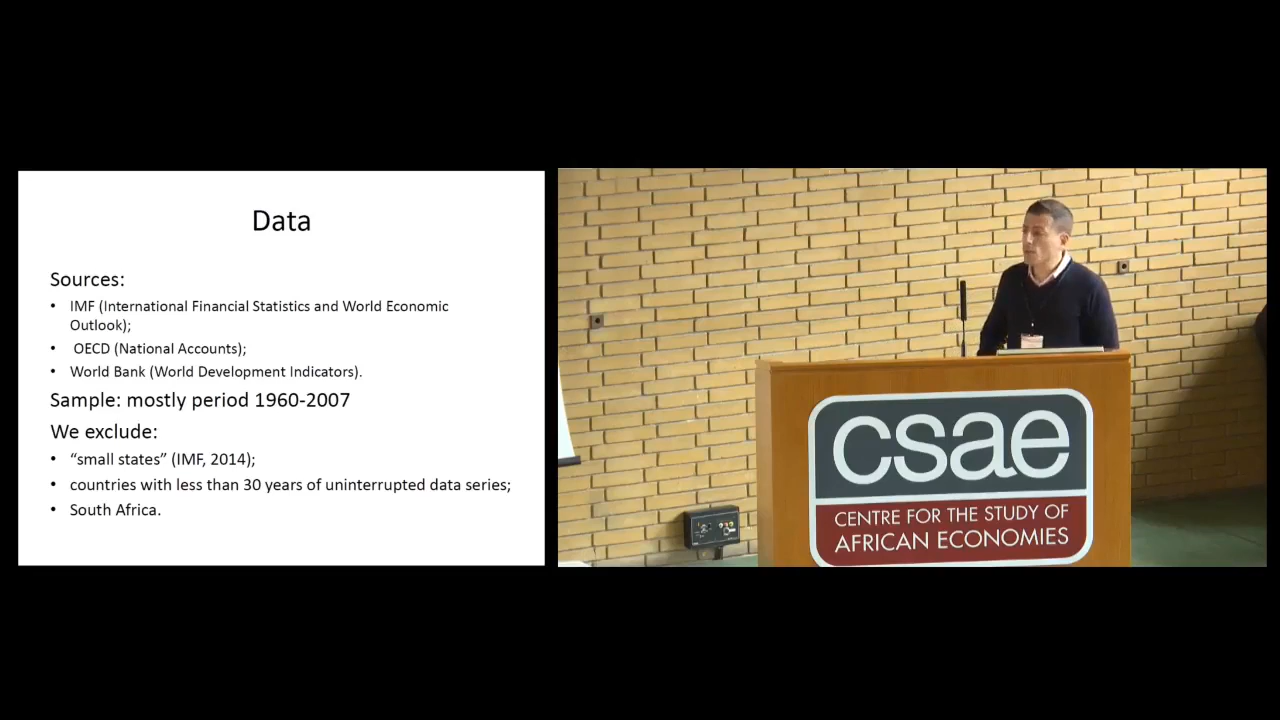 Data
Sources:
• IMF (International Financial Statistics and World Economic
Outlook);
• OECD (National Accounts);
• World Bank (World Development Indicators).
Sample: mostly period 1960-2007
We exclude:
• “small states” (IMF, 2014);
• countries with less than 30 years of uninterrupted data series;
• South Africa.
csae
CENTRE FOR THE STUDY OF
AFRICAN ECONOMIES